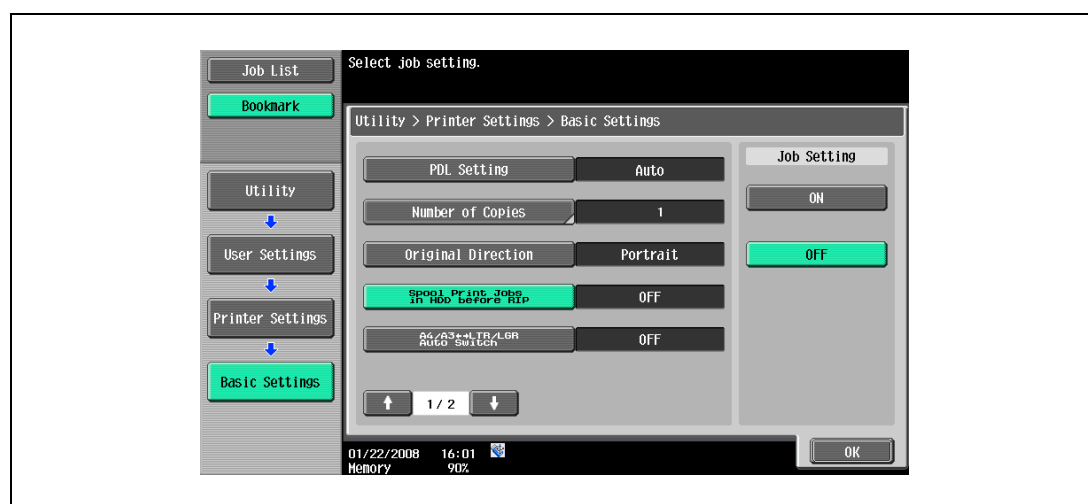 Job List
Bookmark
Select job setting.
Utility > Printer Settings > Basic Settings
Utility
User Settings
Printer Settings
Basic Settings
PDL Setting
Auto
Number of Copies
1
Original Direction
Portrait
Spool Print Jobs
in HDD before RIP
OFF
A4/A3↔LTR/LGR
Auto Switch
OFF
1/2
Job Setting
ON
OFF
01/22/2008 16:01
Memory 90%
OK